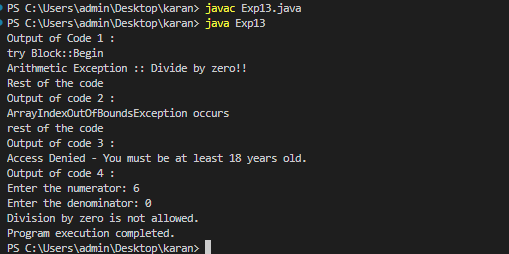 PS C:\Users\admin\Desktop\karan> javac Exp13.java
PS C:\Users\admin\Desktop\karan> java Exp13
Output of Code 1 :
try Block::Begin
Arithmetic Exception :: Divide by zero!!
Rest of the code
Output of code 2 :
ArrayIndexOutOfBoundsException occurs
rest of the code
Output of code 3 :
Access Denied - You must be at least 18 years old.
Output of code 4 :
Enter the numerator: 6
Enter the denominator: 0
Division by zero is not allowed.
Program execution completed.
PS C:\Users\admin\Desktop\karan>